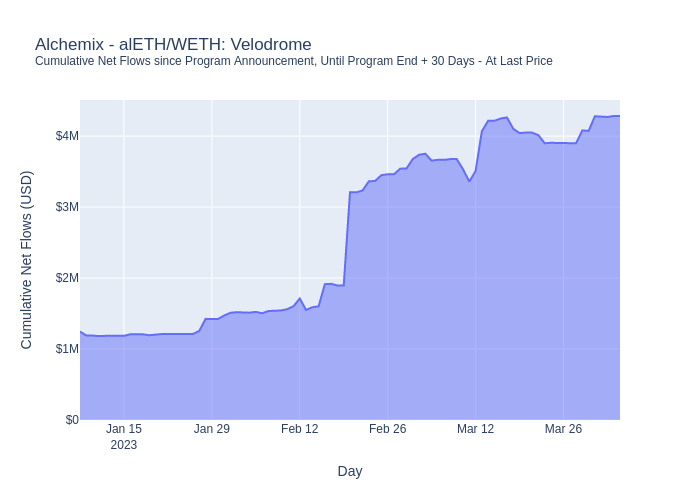 Alchemix - alETH/WETH: Velodrome
Cumulative Net Flows since Program Announcement, Until Program End + 30 Days - At Last Price
Cumulative Net Flows (USD)
$4M
$3M
$2M
$1M
$0
Jan 15
2023
Jan 29
Feb 12
Feb 26
Mar 12
Mar 26
Day